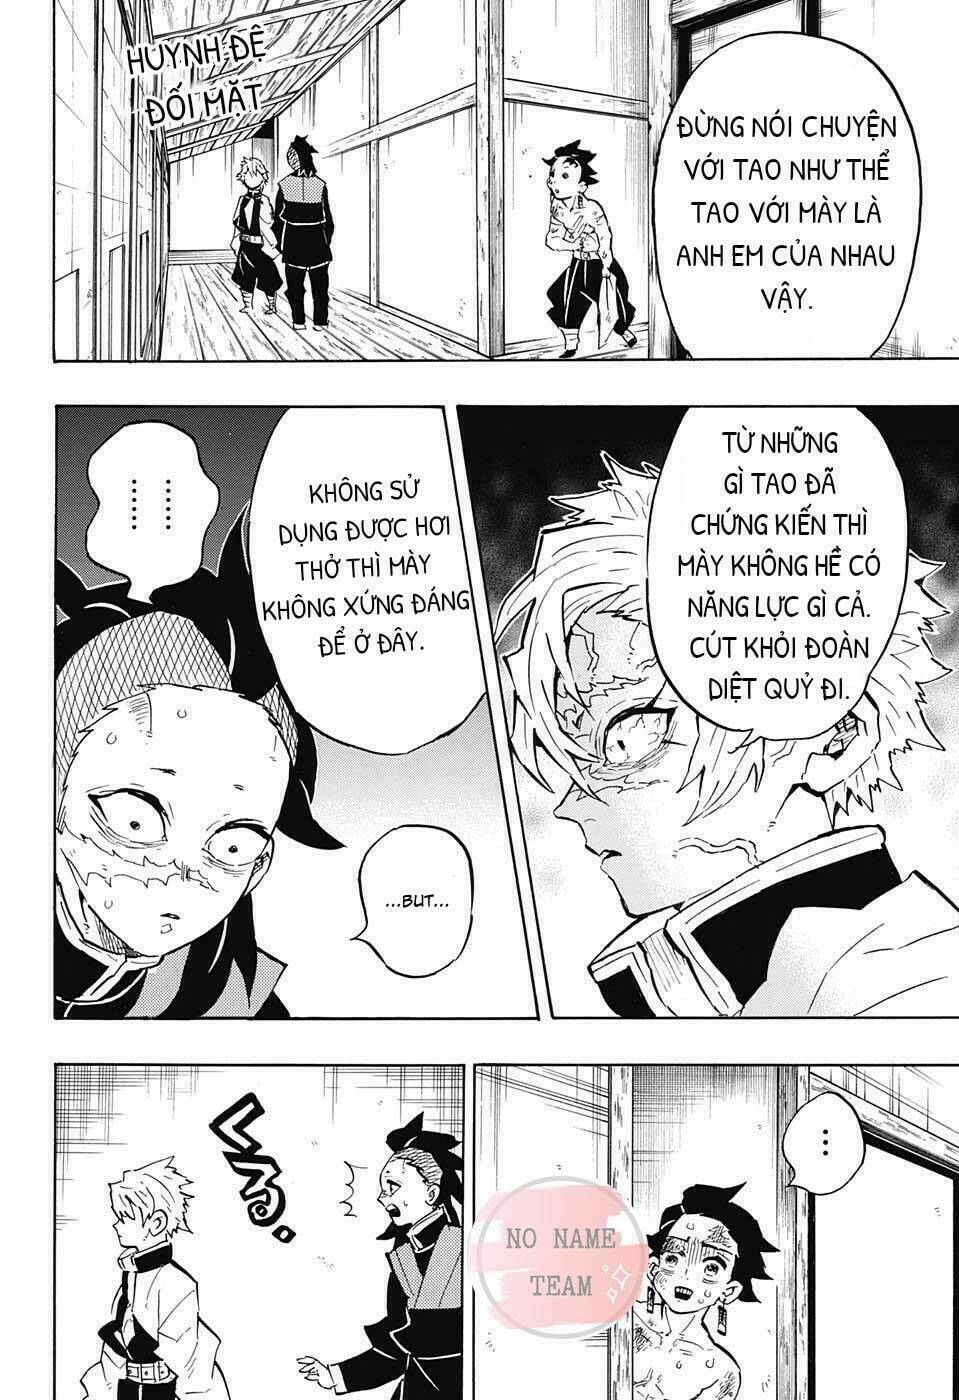 HUYNH ĐỆ
ĐỐI MẶT
ĐỪNG NÓI CHUYỆN
VỚI TAO NHƯ THỂ
TAO VỚI MÀY LÀ
ANH EM CỦA NHAU
VẬY.
TỪ NHỮNG
GÌ TAO ĐÃ
CHỨNG KIẾN THÌ
MÀY KHÔNG HỀ CÓ
NĂNG LỰC GÌ CẢ.
CÚT KHỎI ĐOÀN
DIỆT QUỶ ĐI.
KHÔNG SỬ
DỤNG ĐƯỢC HƠI
THỞ THÌ MÀY
KHÔNG XỨNG ĐÁNG
ĐỂ Ở ĐÂY.
......
...BUT...
...
くるっ
NO NAME
TEAM